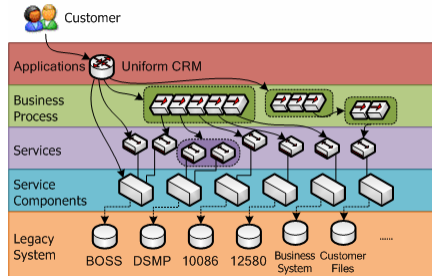 Customer
Applications Uniform CRM
Business
Process
Services
Service
Components
Legacy
System
BOSS DSMP 10086 12580 Business
System Customer
Files ......